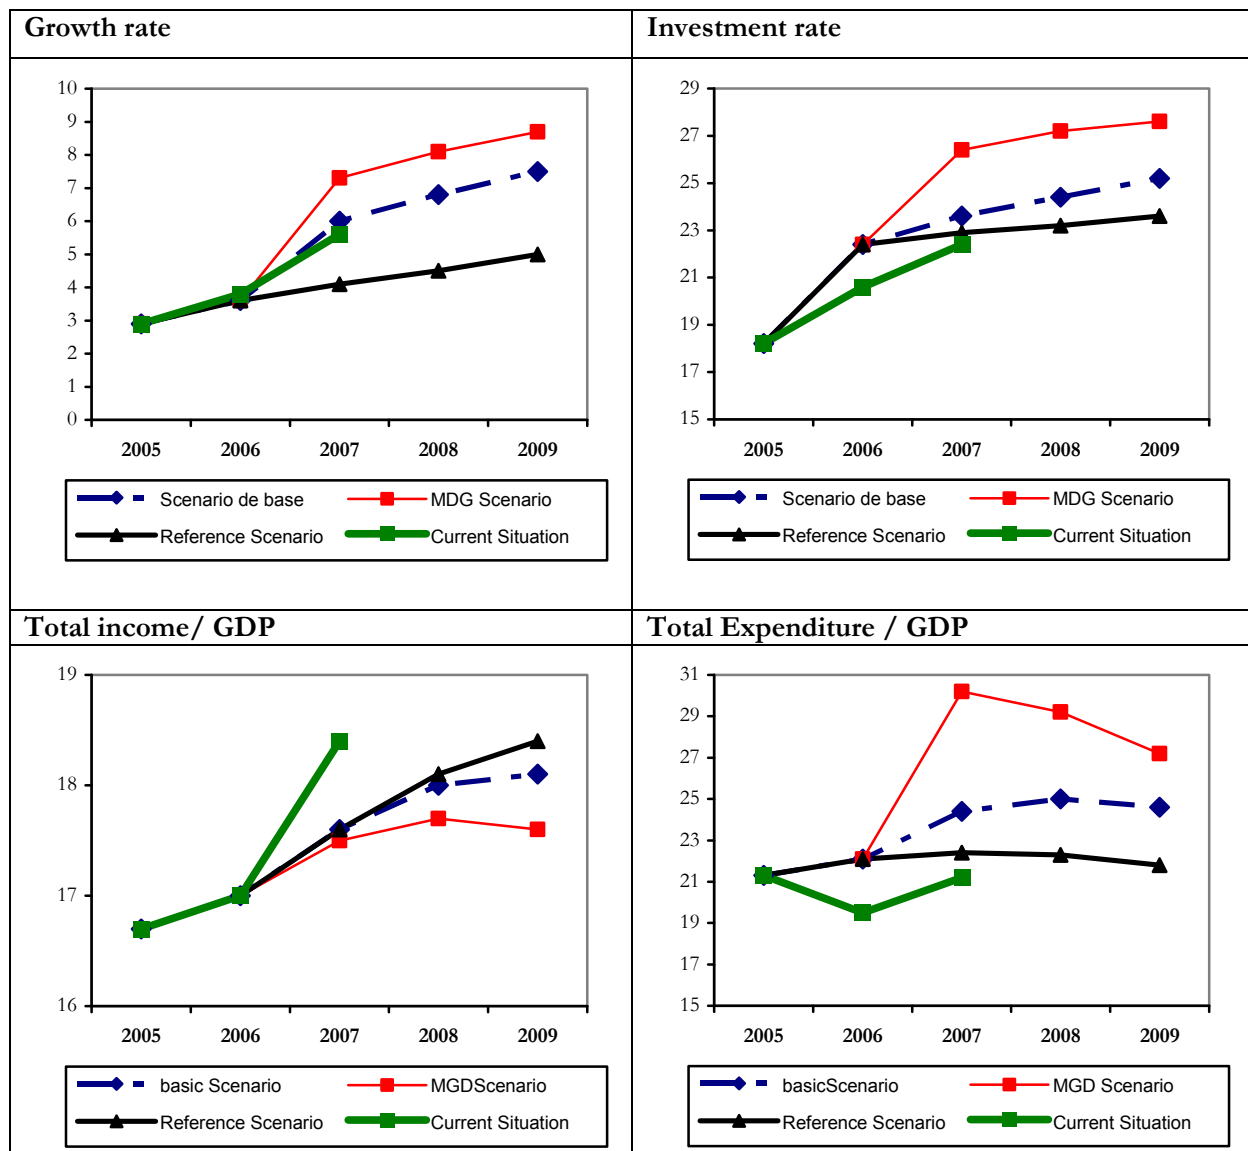 Growth rate
Investment rate
10
9
8
7
6
5
4
3
2
1
0
2005 2006 2007 2008 2009
Scenario de base MDG Scenario
Reference Scenario Current Situation
29
27
25
23
21
19
17
15
2005 2006 2007 2008 2009
Scenario de base MDG Scenario
Reference Scenario Current Situation
Total income/ GDP
Total Expenditure / GDP
19
18
17
16
2005 2006 2007 2008 2009
basic Scenario MGDScenario
Reference Scenario Current Situation
31
29
27
25
23
21
19
17
15
2005 2006 2007 2008 2009
basicScenario MGD Scenario
Reference Scenario Current Situation